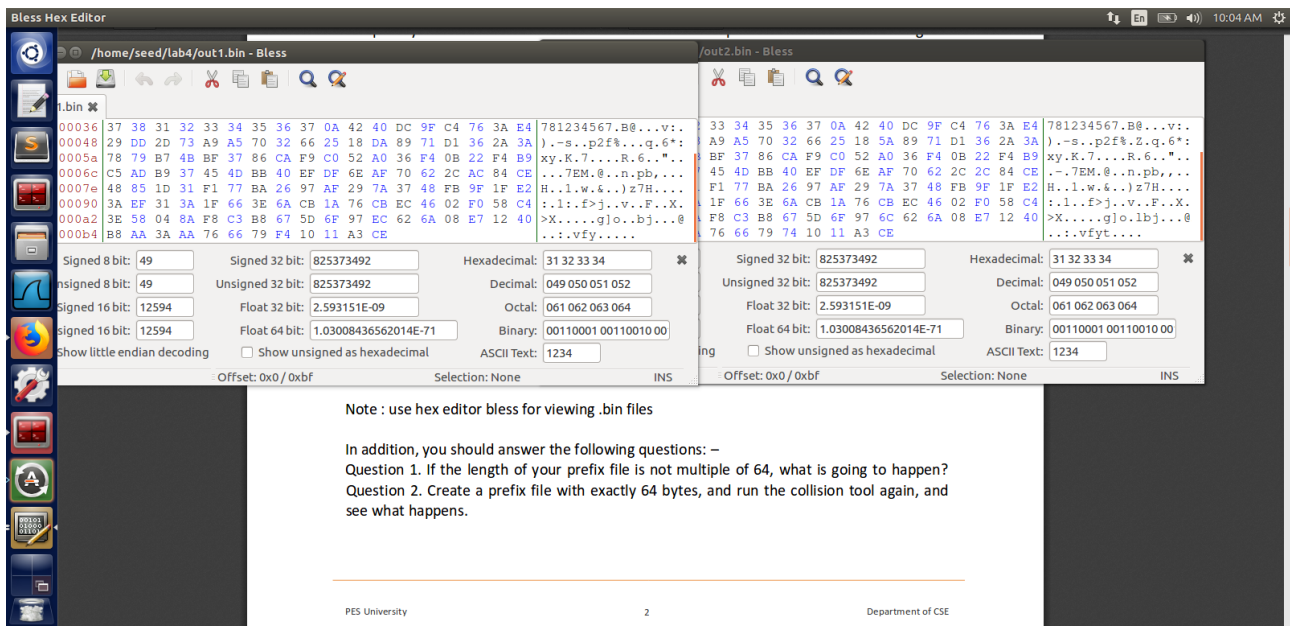 Bless Hex Editor
En
10:04 AM
/home/seed/lab4/out1.bin - Bless
/out2.bin - Bless
1.bin
00036 37 38 31 32 33 34 35 36 37 0A 42 40 DC 9F C4 76 3A E4 781234567.B@...v:.
00048 29 DD 2D 73 A9 A5 70 32 66 25 18 DA 89 71 D1 36 2A 3A ).-s..p2f%...q.6*:
0005a 78 79 B7 4B BF 37 86 CA F9 C0 52 A0 36 F4 0B 22 F4 B9 xy.K.7....R.6.."..
0006c C5 AD B9 37 45 4D BB 40 EF DF 6E AF 70 62 2C AC 84 CE ...7EM.@..n.pb,...
0007e 48 85 1D 31 F1 77 BA 26 97 AF 29 7A 37 48 FB 9F 1F E2 H..1.w.&..)z7H....
00090 3A EF 31 3A 1F 66 3E 6A CB 1A 76 CB EC 46 02 F0 58 C4 :.1:.f>j..v..F..X.
000a2 3E 58 04 8A F8 C3 B8 67 5D 6F 97 EC 62 6A 08 E7 12 40 >X.....g]o..bj...@
000b4 B8 AA 3A AA 76 66 79 F4 10 11 A3 CE ..:.vfy.....
33 34 35 36 37 0A 42 40 DC 9F C4 76 3A E4 781234567.B@...v:.
A9 A5 70 32 66 25 18 5A 89 71 D1 36 2A 3A ).-s..p2f%.Z.q.6*:
BF 37 86 CA F9 C0 52 A0 36 F4 0B 22 F4 B9 xy.K.7....R.6.."..
45 4D BB 40 EF DF 6E AF 70 62 2C 2C 84 CE .-.7EM.@..n.pb,,..
F1 77 BA 26 97 AF 29 7A 37 48 FB 9F 1F E2 H..1.w.&..)z7H....
1F 66 3E 6A CB 1A 76 CB EC 46 02 F0 58 C4 :.1:.f>j..v..F..X.
F8 C3 B8 67 5D 6F 97 6C 62 6A 08 E7 12 40 >X.....g]o.lbj...@
76 66 79 74 10 11 A3 CE ..:.vfyt....
Signed 8 bit: 49 Signed 32 bit: 825373492 Hexadecimal: 31 32 33 34
nsigned 8 bit: 49 Unsigned 32 bit: 825373492 Decimal: 049 050 051 052
Signed 16 bit: 12594 Float 32 bit: 2.593151E-09 Octal: 061 062 063 064
signed 16 bit: 12594 Float 64 bit: 1.03008436562014E-71 Binary: 00110001 00110010 00
Show little endian decoding Show unsigned as hexadecimal ASCII Text: 1234
Offset: 0x0 / 0xbf Selection: None INS
Signed 32 bit: 825373492 Hexadecimal: 31 32 33 34
Unsigned 32 bit: 825373492 Decimal: 049 050 051 052
Float 32 bit: 2.593151E-09 Octal: 061 062 063 064
Float 64 bit: 1.03008436562014E-71 Binary: 00110001 00110010 00
ing Show unsigned as hexadecimal ASCII Text: 1234
Offset: 0x0 / 0xbf Selection: None INS
Note : use hex editor bless for viewing .bin files
In addition, you should answer the following questions: –
Question 1. If the length of your prefix file is not multiple of 64, what is going to happen?
Question 2. Create a prefix file with exactly 64 bytes, and run the collision tool again, and
see what happens.
PES University 2 Department of CSE